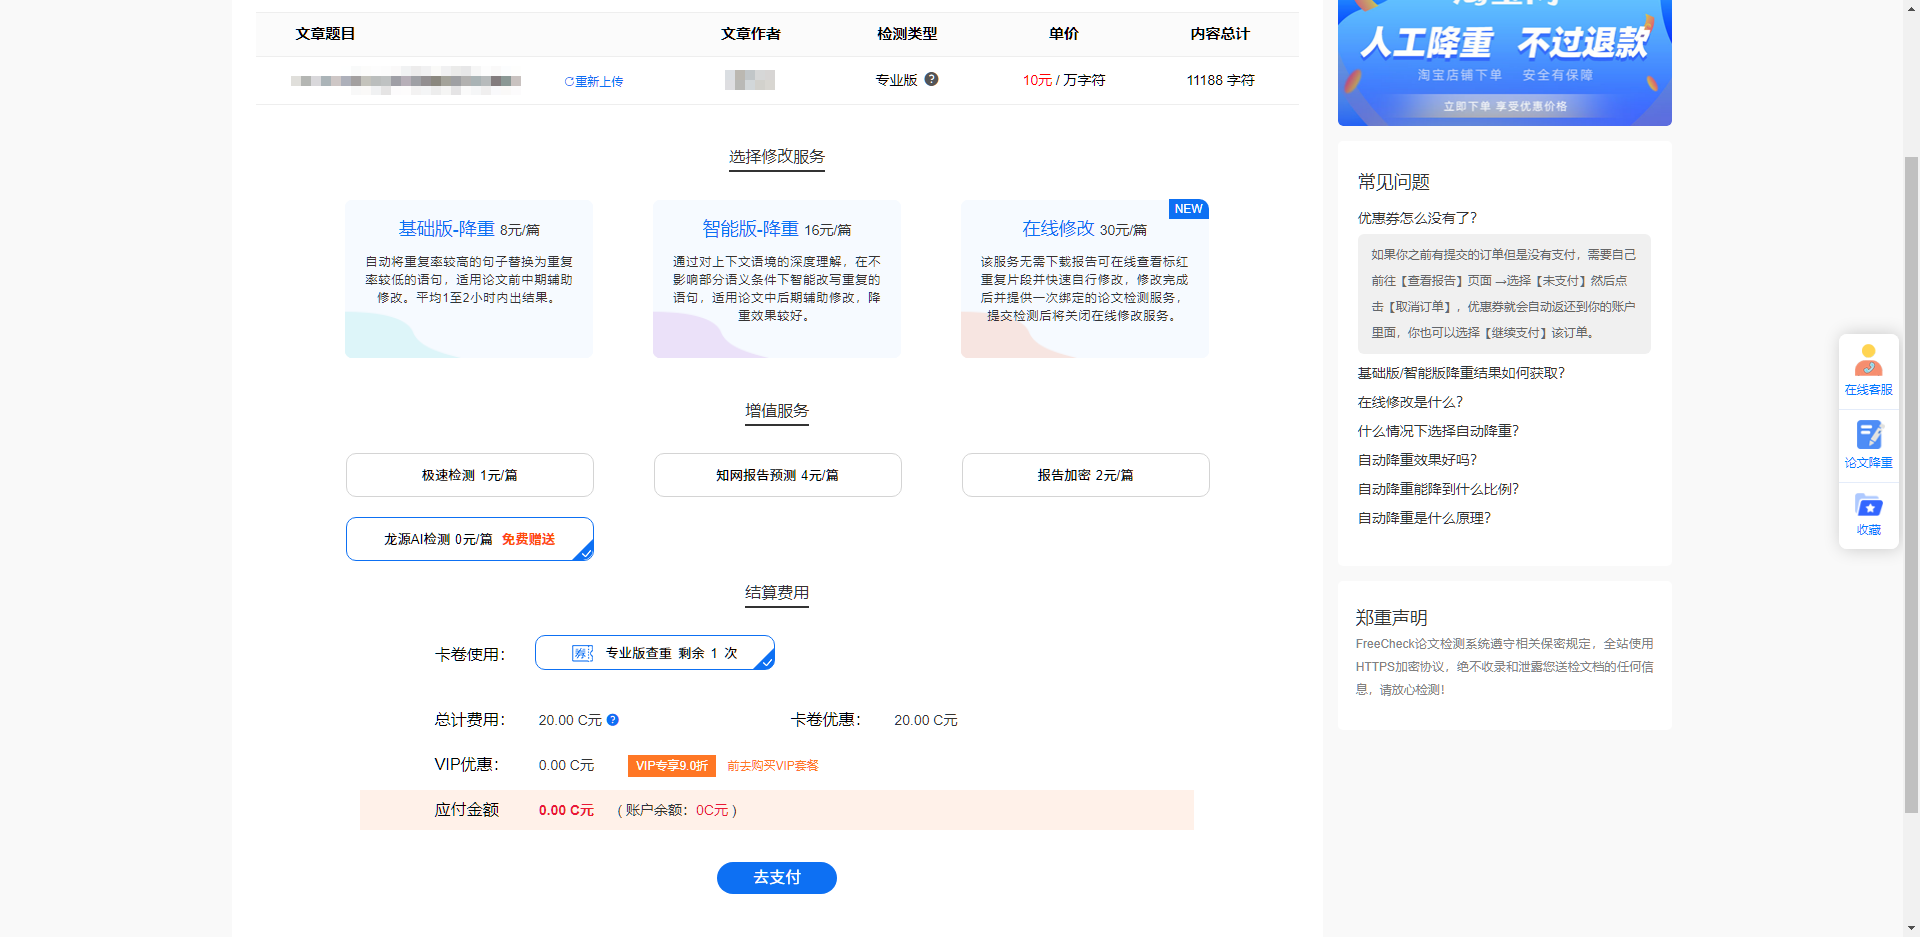 文章题目 文章作者 检测类型 单价 内容总计
重新上传 专业版 ? 10元 / 万字符 11188 字符
选择修改服务
基础版-降重 8元/篇
自动将重复率较高的句子替换为重复
率较低的语句，适用论文前中期辅助
修改。平均1至2小时内出结果。
智能版-降重 16元/篇
通过对上下文语境的深度理解，在不
影响部分语义条件下智能改写重复的
语句，适用论文中后期辅助修改，降
重效果较好。
NEW
在线修改 30元/篇
该服务无需下载报告可在线查看标红
重复片段并快速自行修改，修改完成
后并提供一次绑定的论文检测服务，
提交检测后将关闭在线修改服务。
增值服务
极速检测 1元/篇
知网报告预测 4元/篇
报告加密 2元/篇
龙源AI检测 0元/篇 免费赠送
结算费用
卡卷使用： 券 专业版查重 剩余 1 次
总计费用： 20.00 C元 ? 卡卷优惠： 20.00 C元
VIP优惠： 0.00 C元 VIP专享9.0折 前去购买VIP套餐
应付金额 0.00 C元 ( 账户余额：0C元 )
去支付
人工降重 不过退款
淘宝店铺下单 安全有保障
立即下单 享受优惠价格
常见问题
优惠券怎么没有了？
如果你之前有提交的订单但是没有支付，需要自己
前往【查看报告】页面→选择【未支付】然后点
击【取消订单】，优惠券就会自动返还到你的账户
里面，你也可以选择【继续支付】该订单。
基础版/智能版降重结果如何获取？
在线修改是什么？
什么情况下选择自动降重？
自动降重效果好吗？
自动降重能降到什么比例？
自动降重是什么原理？
郑重声明
FreeCheck论文检测系统遵守相关保密规定，全站使用
HTTPS加密协议，绝不收录和泄露您送检文档的任何信
息，请放心检测！
在线客服
论文降重
收藏